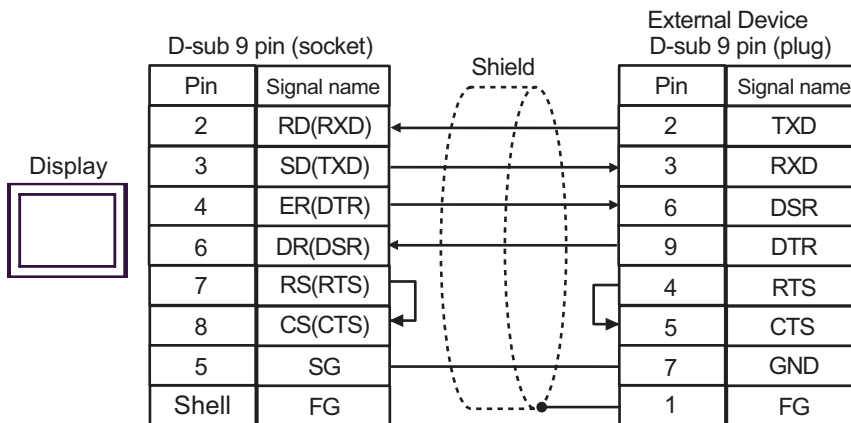 External Device
D-sub 9 pin (socket)
D-sub 9 pin (plug)
Shield
Pin Signal name
Pin Signal name
2 RD(RXD)
2 TXD
3 SD(TXD)
3 RXD
Display
4 ER(DTR)
6 DSR
6 DR(DSR)
9 DTR
7 RS(RTS)
4 RTS
8 CS(CTS)
5 CTS
5 SG
7 GND
Shell FG
1 FG